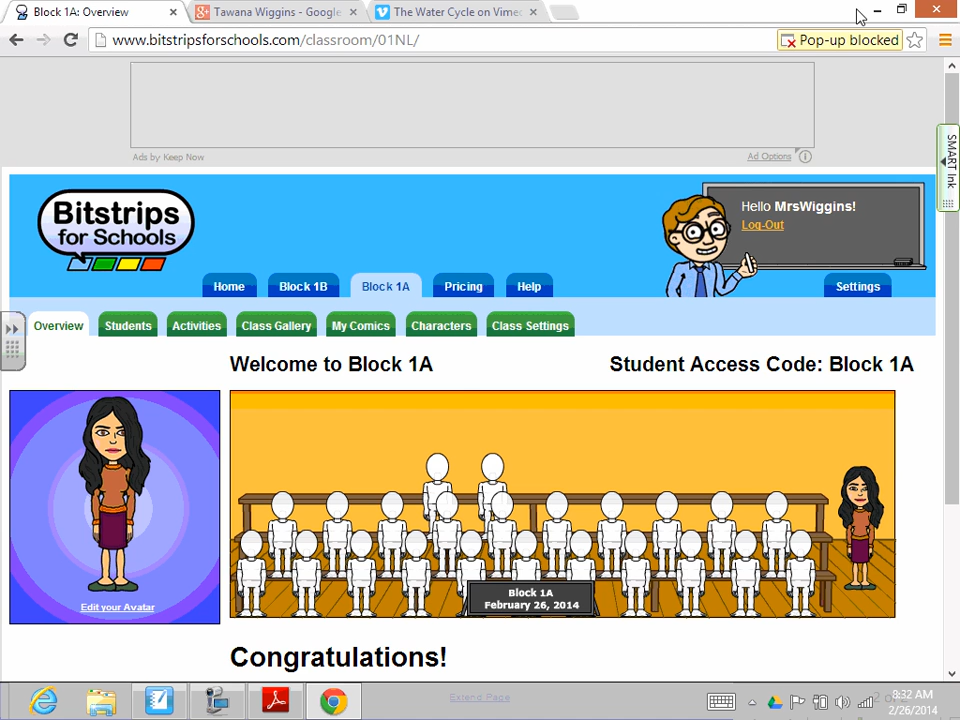 Block 1A: Overview
Tawana Wiggins - Google
The Water Cycle on Vimeo
www.bitstripsforschools.com/classroom/01NL/
Pop-up blocked
Ads by Keep Now
Ad Options
SMART Ink
Bitstrips
for Schools
Hello MrsWiggins!
Log-Out
Home
Block 1B
Block 1A
Pricing
Help
Settings
Overview
Students
Activities
Class Gallery
My Comics
Characters
Class Settings
Welcome to Block 1A
Student Access Code: Block 1A
Edit your Avatar
Block 1A
February 26, 2014
Congratulations!
Extend Page
8:32 AM
2/26/2014